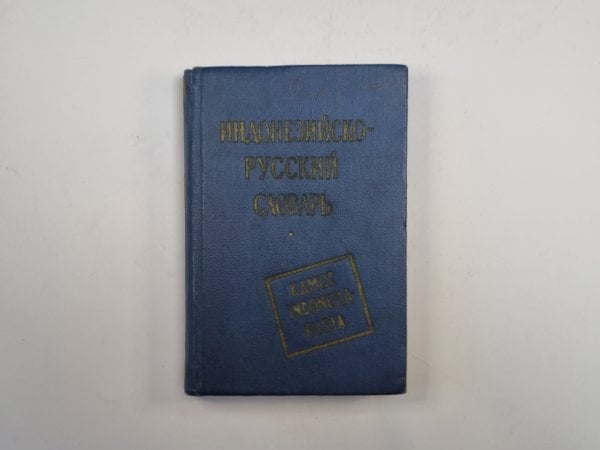 ИНДОНЕЗИЙСКО-
РУССКИЙ
СЛОВАРЬ
KAMUS
INDONESIA-
RUSIA